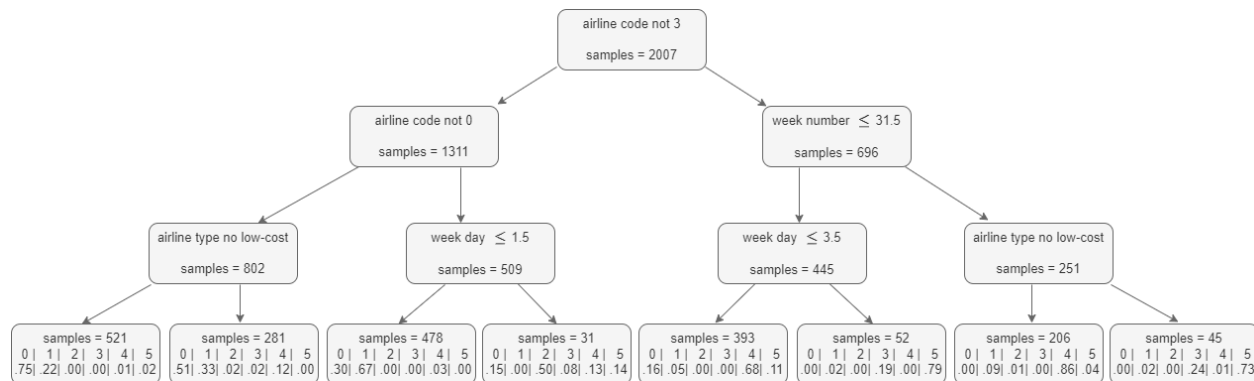 airline code not 3
samples = 2007
airline code not 0
samples = 1311
week number ≤ 31.5
samples = 696
airline type no low-cost
samples = 802
week day ≤ 1.5
samples = 509
week day ≤ 3.5
samples = 445
airline type no low-cost
samples = 251
samples = 521
0 | 1 | 2 | 3 | 4 | 5
.75|.22|.00|.00|.01|.02
samples = 281
0 | 1 | 2 | 3 | 4 | 5
.51|.33|.02|.02|.12|.00
samples = 478
0 | 1 | 2 | 3 | 4 | 5
.30|.67|.00|.00|.03|.00
samples = 31
0 | 1 | 2 | 3 | 4 | 5
.15|.00|.50|.08|.13|.14
samples = 393
0 | 1 | 2 | 3 | 4 | 5
.16|.05|.00|.00|.68|.11
samples = 52
0 | 1 | 2 | 3 | 4 | 5
.00|.02|.00|.19|.00|.79
samples = 206
0 | 1 | 2 | 3 | 4 | 5
.00|.09|.01|.00|.86|.04
samples = 45
0 | 1 | 2 | 3 | 4 | 5
.00|.02|.00|.24|.01|.73